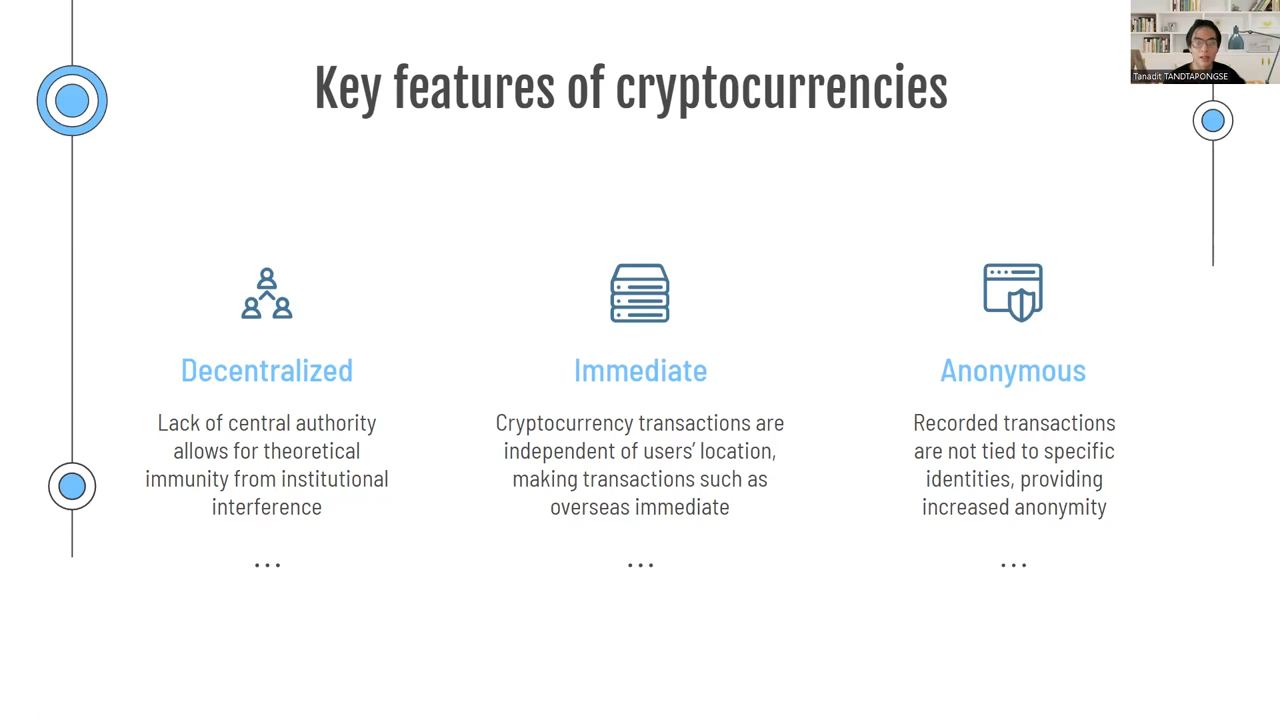 Key features of cryptocurrencies
Tanadit TANDTAPONGSE
Decentralized
Lack of central authority
allows for theoretical
immunity from institutional
interference
...
Immediate
Cryptocurrency transactions are
independent of users’ location,
making transactions such as
overseas immediate
...
Anonymous
Recorded transactions
are not tied to specific
identities, providing
increased anonymity
...